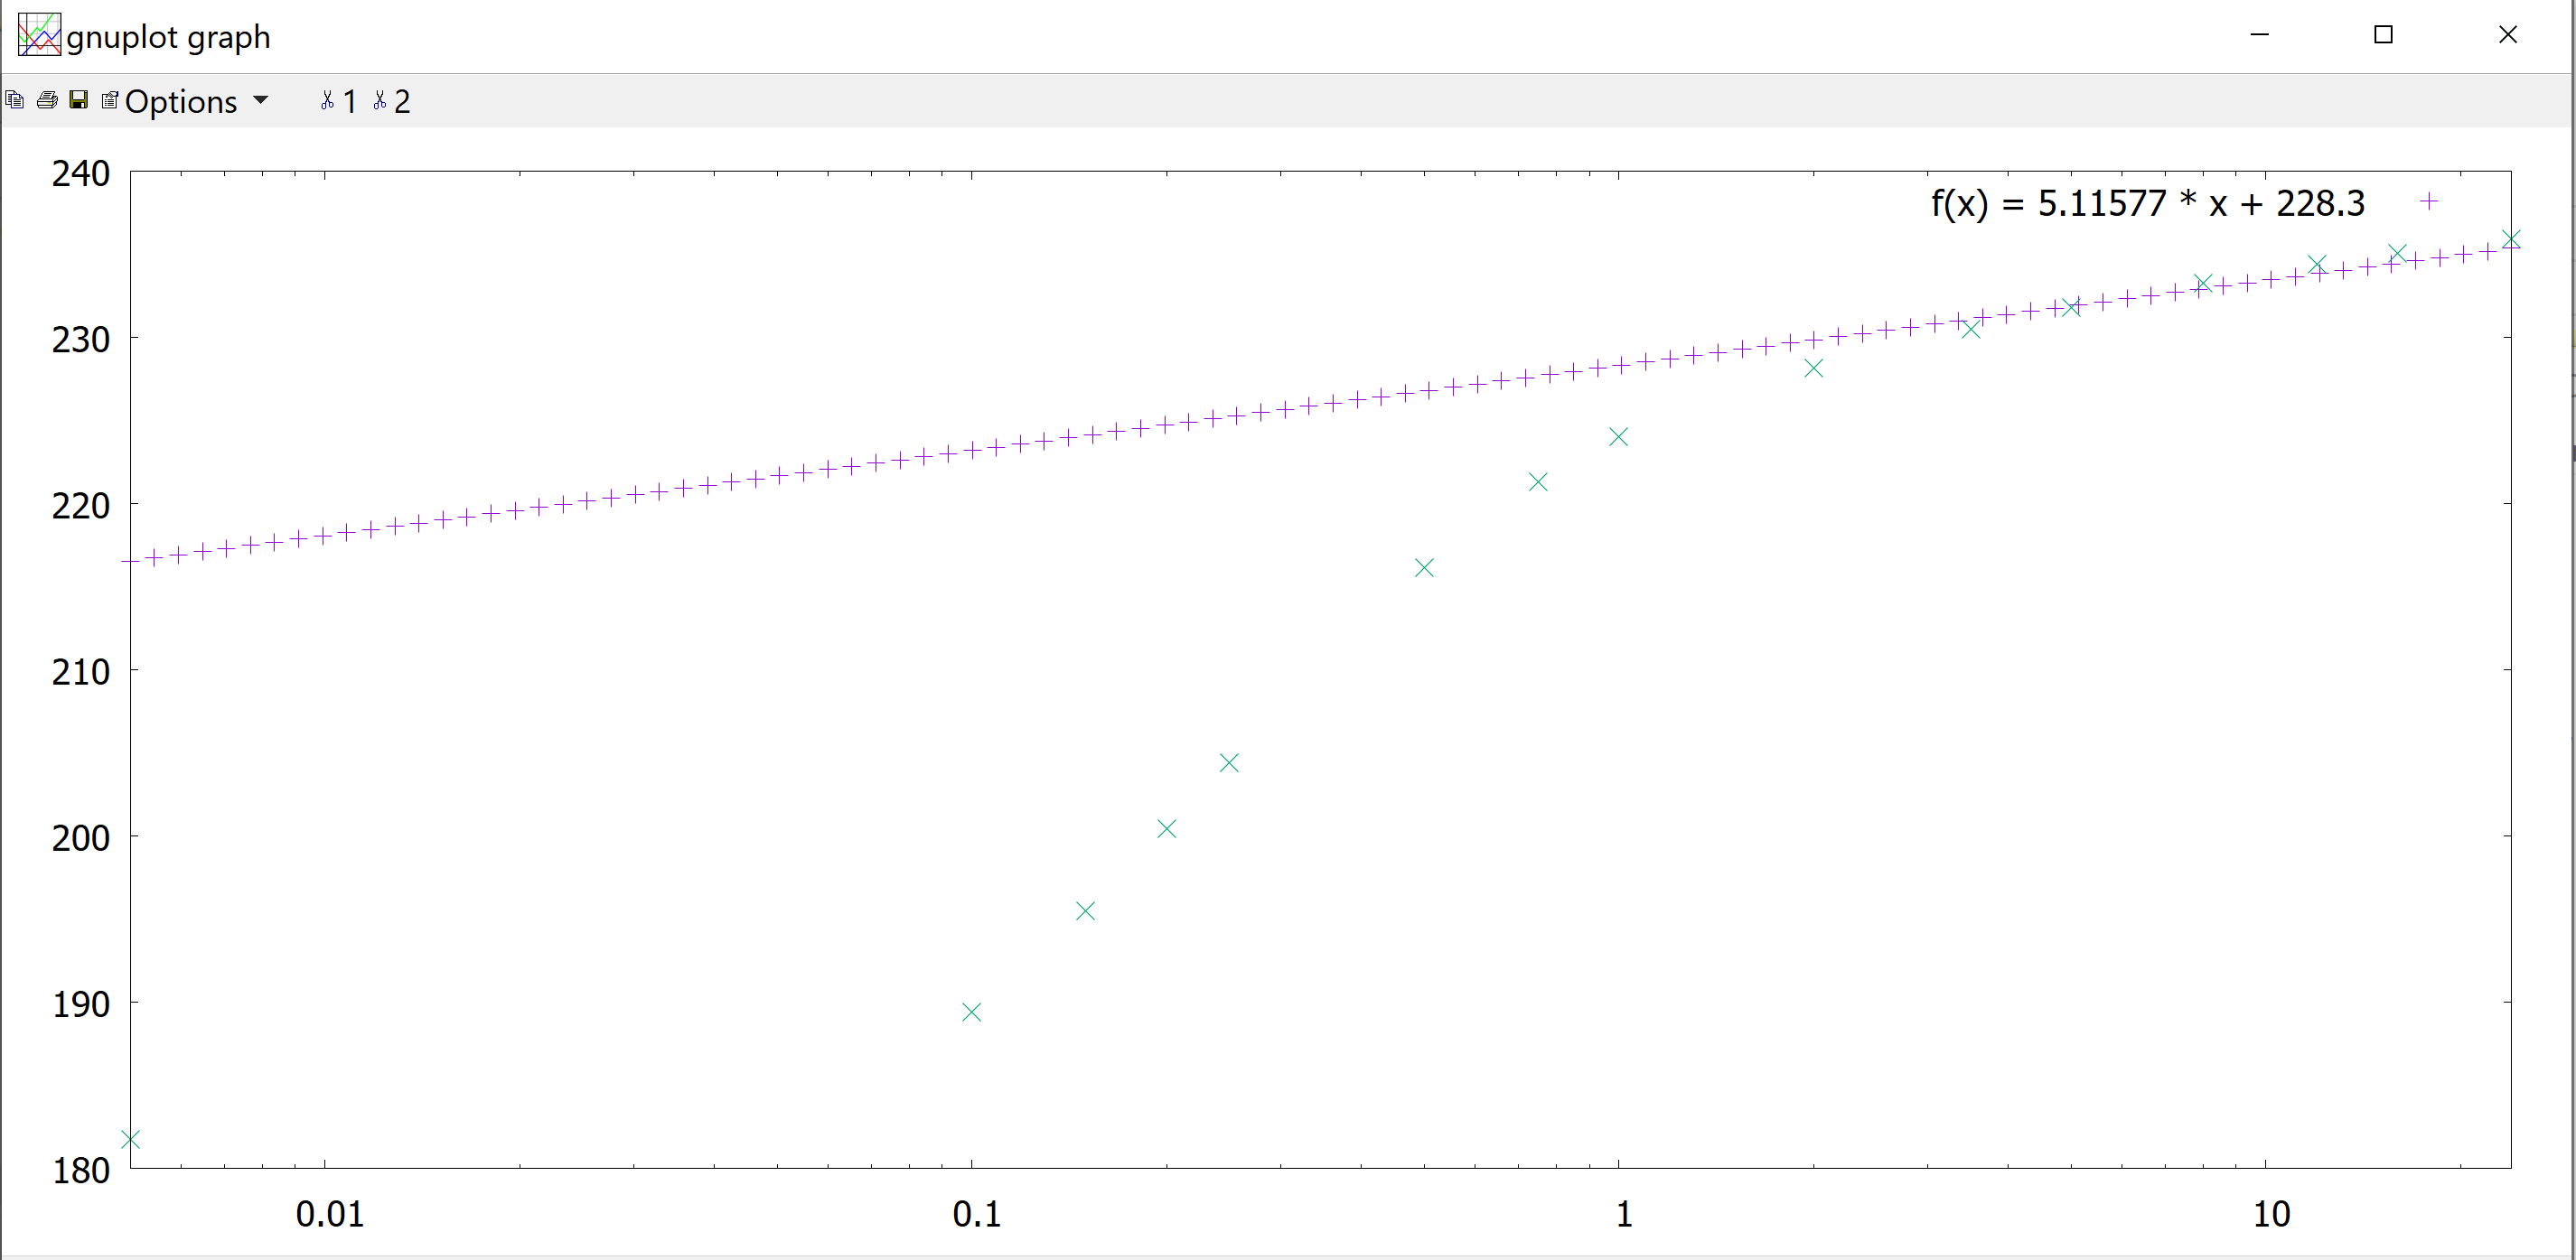 gnuplot graph
Options 1 2
240
f(x) = 5.11577 * x + 228.3
230
220
210
200
190
180
0.01 0.1 1 10